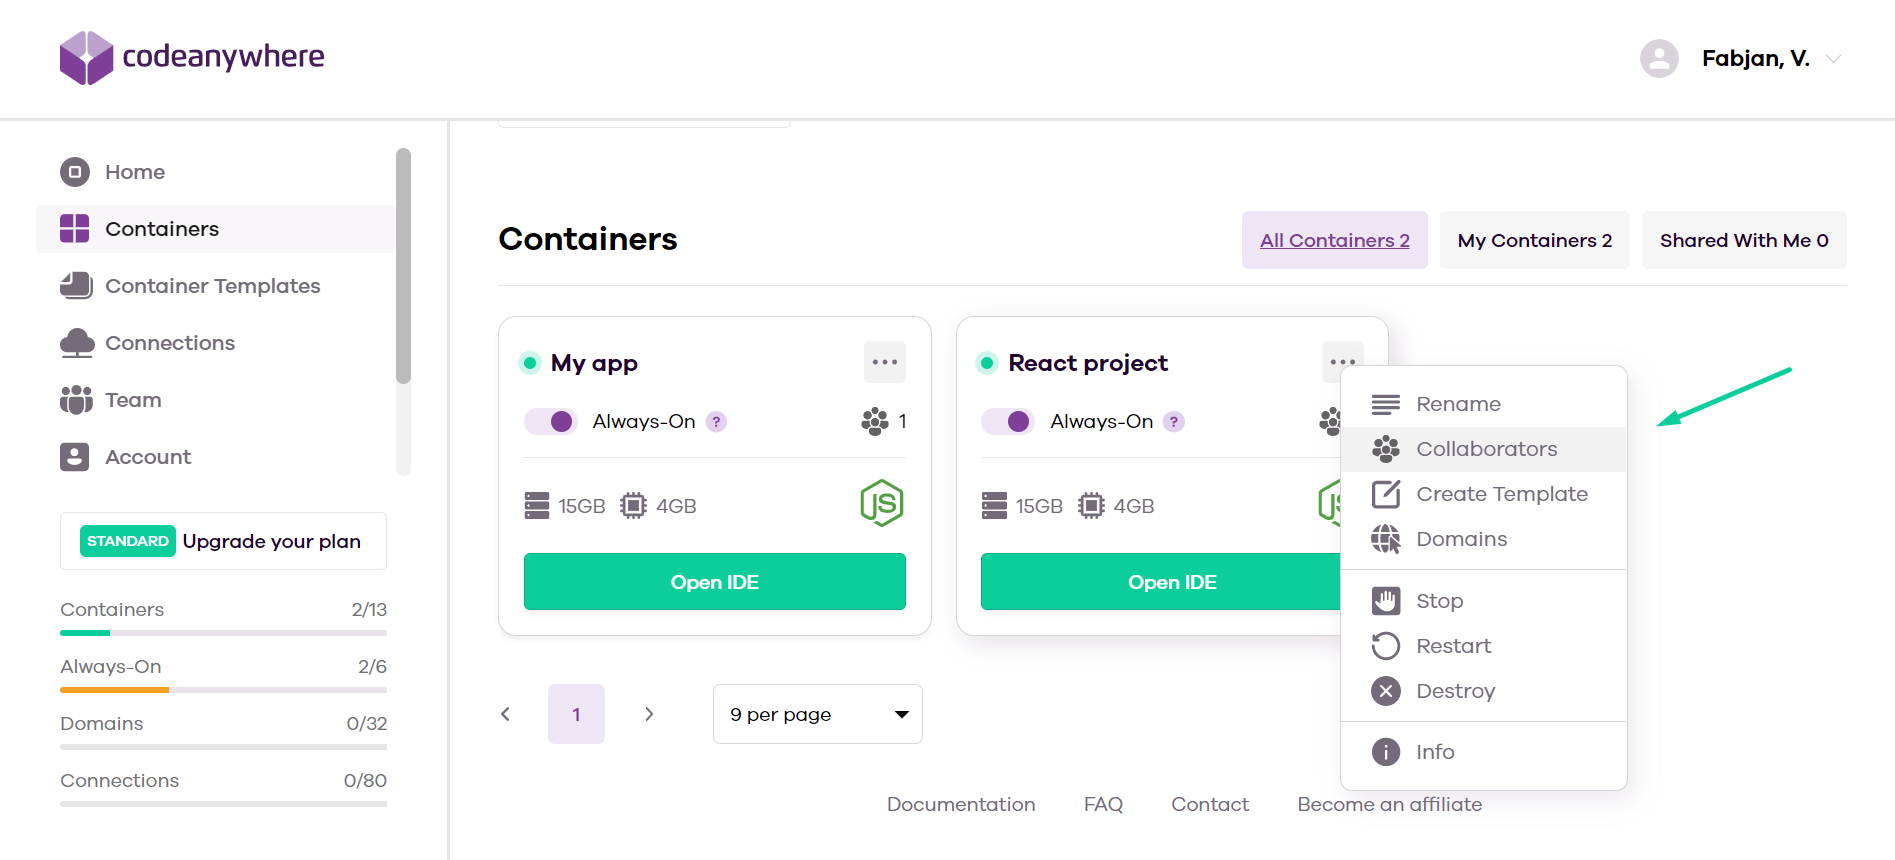 codeanywhere
Fabjan, V.
Home
Containers
Container Templates
Connections
Team
Account
STANDARD Upgrade your plan
Containers 2/13
Always-On 2/6
Domains 0/32
Connections 0/80
Containers
All Containers 2
My Containers 2
Shared With Me 0
My app
Always-On ?
1
15GB 4GB
JS
Open IDE
React project
Always-On ?
15GB 4GB
JS
Open IDE
Rename
Collaborators
Create Template
Domains
Stop
Restart
Destroy
Info
1
9 per page
Documentation
FAQ
Contact
Become an affiliate